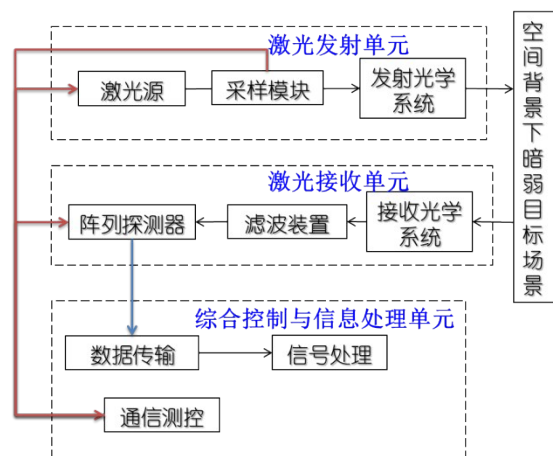 激光发射单元
激光源
采样模块
发射光学
系统
空间背景下暗弱目标场景
激光接收单元
阵列探测器
滤波装置
接收光学
系统
综合控制与信息处理单元
数据传输
信号处理
通信测控